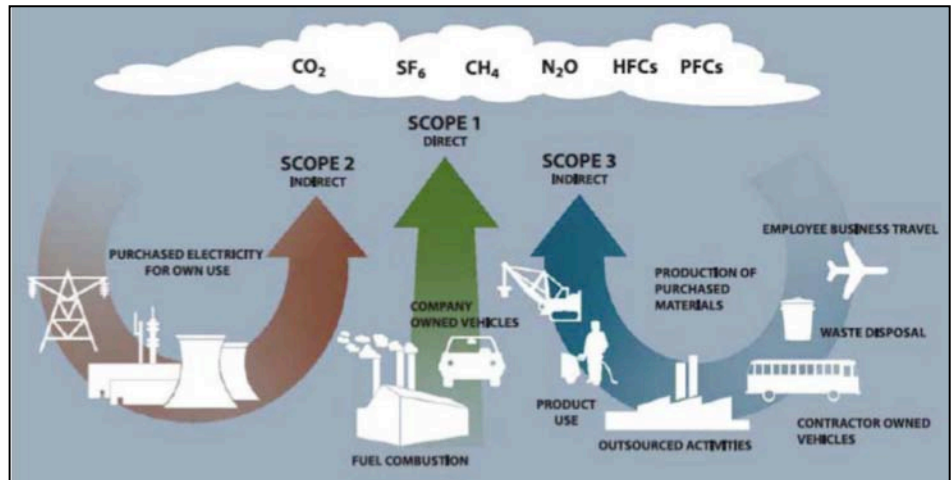 CO₂ SF₆ CH₄ N₂O HFCs PFCs
SCOPE 1
DIRECT
SCOPE 2
INDIRECT
SCOPE 3
INDIRECT
PURCHASED ELECTRICITY
FOR OWN USE
COMPANY
OWNED VEHICLES
FUEL COMBUSTION
PRODUCT
USE
PRODUCTION OF
PURCHASED
MATERIALS
OUTSOURCED ACTIVITIES
EMPLOYEE BUSINESS TRAVEL
WASTE DISPOSAL
CONTRACTOR OWNED
VEHICLES